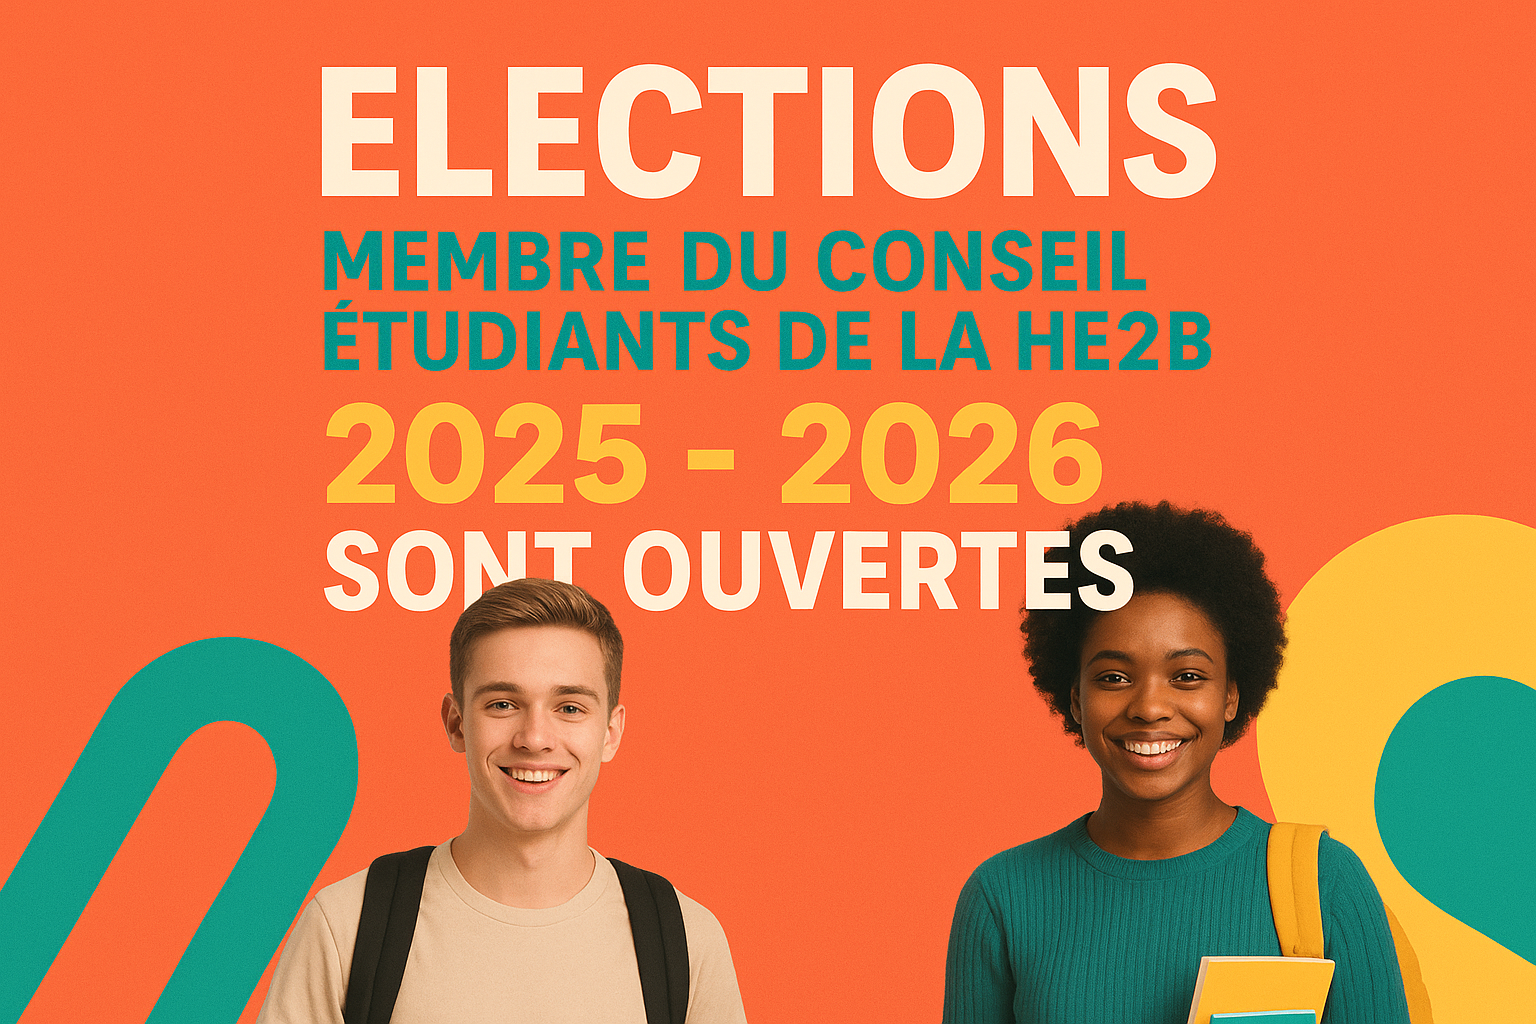 ELECTIONS
MEMBRE DU CONSEIL
ÉTUDIANTS DE LA HE2B
2025 - 2026
SONT OUVERTES